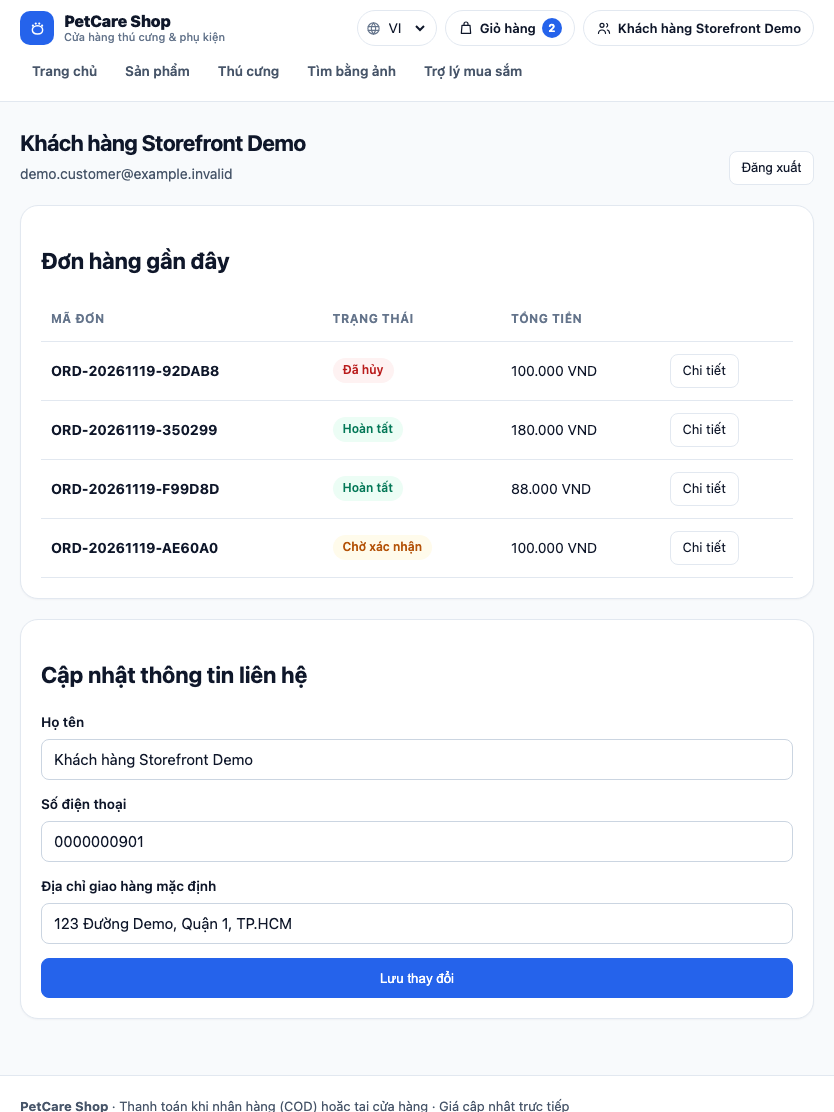 PetCare Shop
Cửa hàng thú cưng & phụ kiện
VI
Giỏ hàng 2
Khách hàng Storefront Demo
Trang chủ Sản phẩm Thú cưng Tìm bằng ảnh Trợ lý mua sắm
Khách hàng Storefront Demo
demo.customer@example.invalid
Đăng xuất
Đơn hàng gần đây
MÃ ĐƠN TRẠNG THÁI TỔNG TIỀN
ORD-20261119-92DAB8 Đã hủy 100.000 VND Chi tiết
ORD-20261119-350299 Hoàn tất 180.000 VND Chi tiết
ORD-20261119-F99D8D Hoàn tất 88.000 VND Chi tiết
ORD-20261119-AE60A0 Chờ xác nhận 100.000 VND Chi tiết
Cập nhật thông tin liên hệ
Họ tên
Khách hàng Storefront Demo
Số điện thoại
0000000901
Địa chỉ giao hàng mặc định
123 Đường Demo, Quận 1, TP.HCM
Lưu thay đổi
PetCare Shop · Thanh toán khi nhận hàng (COD) hoặc tại cửa hàng · Giá cập nhật trực tiếp